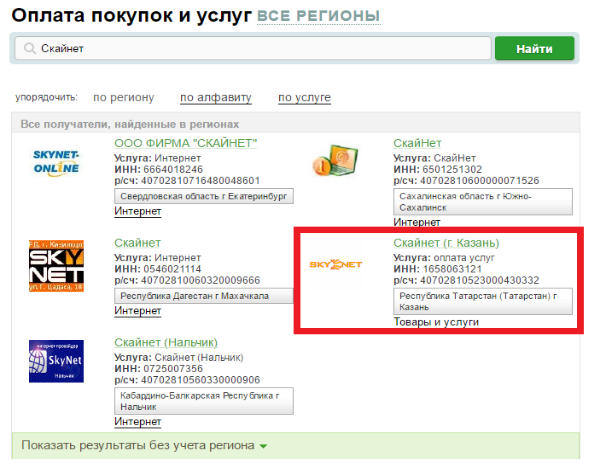 Оплата покупок и услуг ВСЕ РЕГИОНЫ
Скайнет
Найти
упорядочить: по региону по алфавиту по услуге
Все получатели, найденные в регионах
SKYNET-
ONLINE
ООО ФИРМА "СКАЙНЕТ"
Услуга: Интернет
ИНН: 6664018246
р/сч: 40702810716480048601
Свердловская область г Екатеринбург
Интернет
СкайНет
Услуга: СкайНет
ИНН: 6501251302
р/сч: 40702810600000071526
Сахалинская область г Южно-
Сахалинск
Интернет
РД, г. Кизилюрт
SKY
NET
Скайнет
Услуга: Интернет
ИНН: 0546021114
р/сч: 40702810060320009666
Республика Дагестан г Махачкала
Интернет
SKYNET
Скайнет (г. Казань)
Услуга: оплата услуг
ИНН: 1658063121
р/сч: 40702810523000430332
Республика Татарстан (Татарстан) г
Казань
Товары и услуги
интернет-провайдер
SkyNet
Нальчик
Скайнет (Нальчик)
Услуга: Скайнет (Нальчик)
ИНН: 0725007356
р/сч: 40702810560330000906
Кабардино-Балкарская Республика г
Нальчик
Интернет
Показать результаты без учета региона